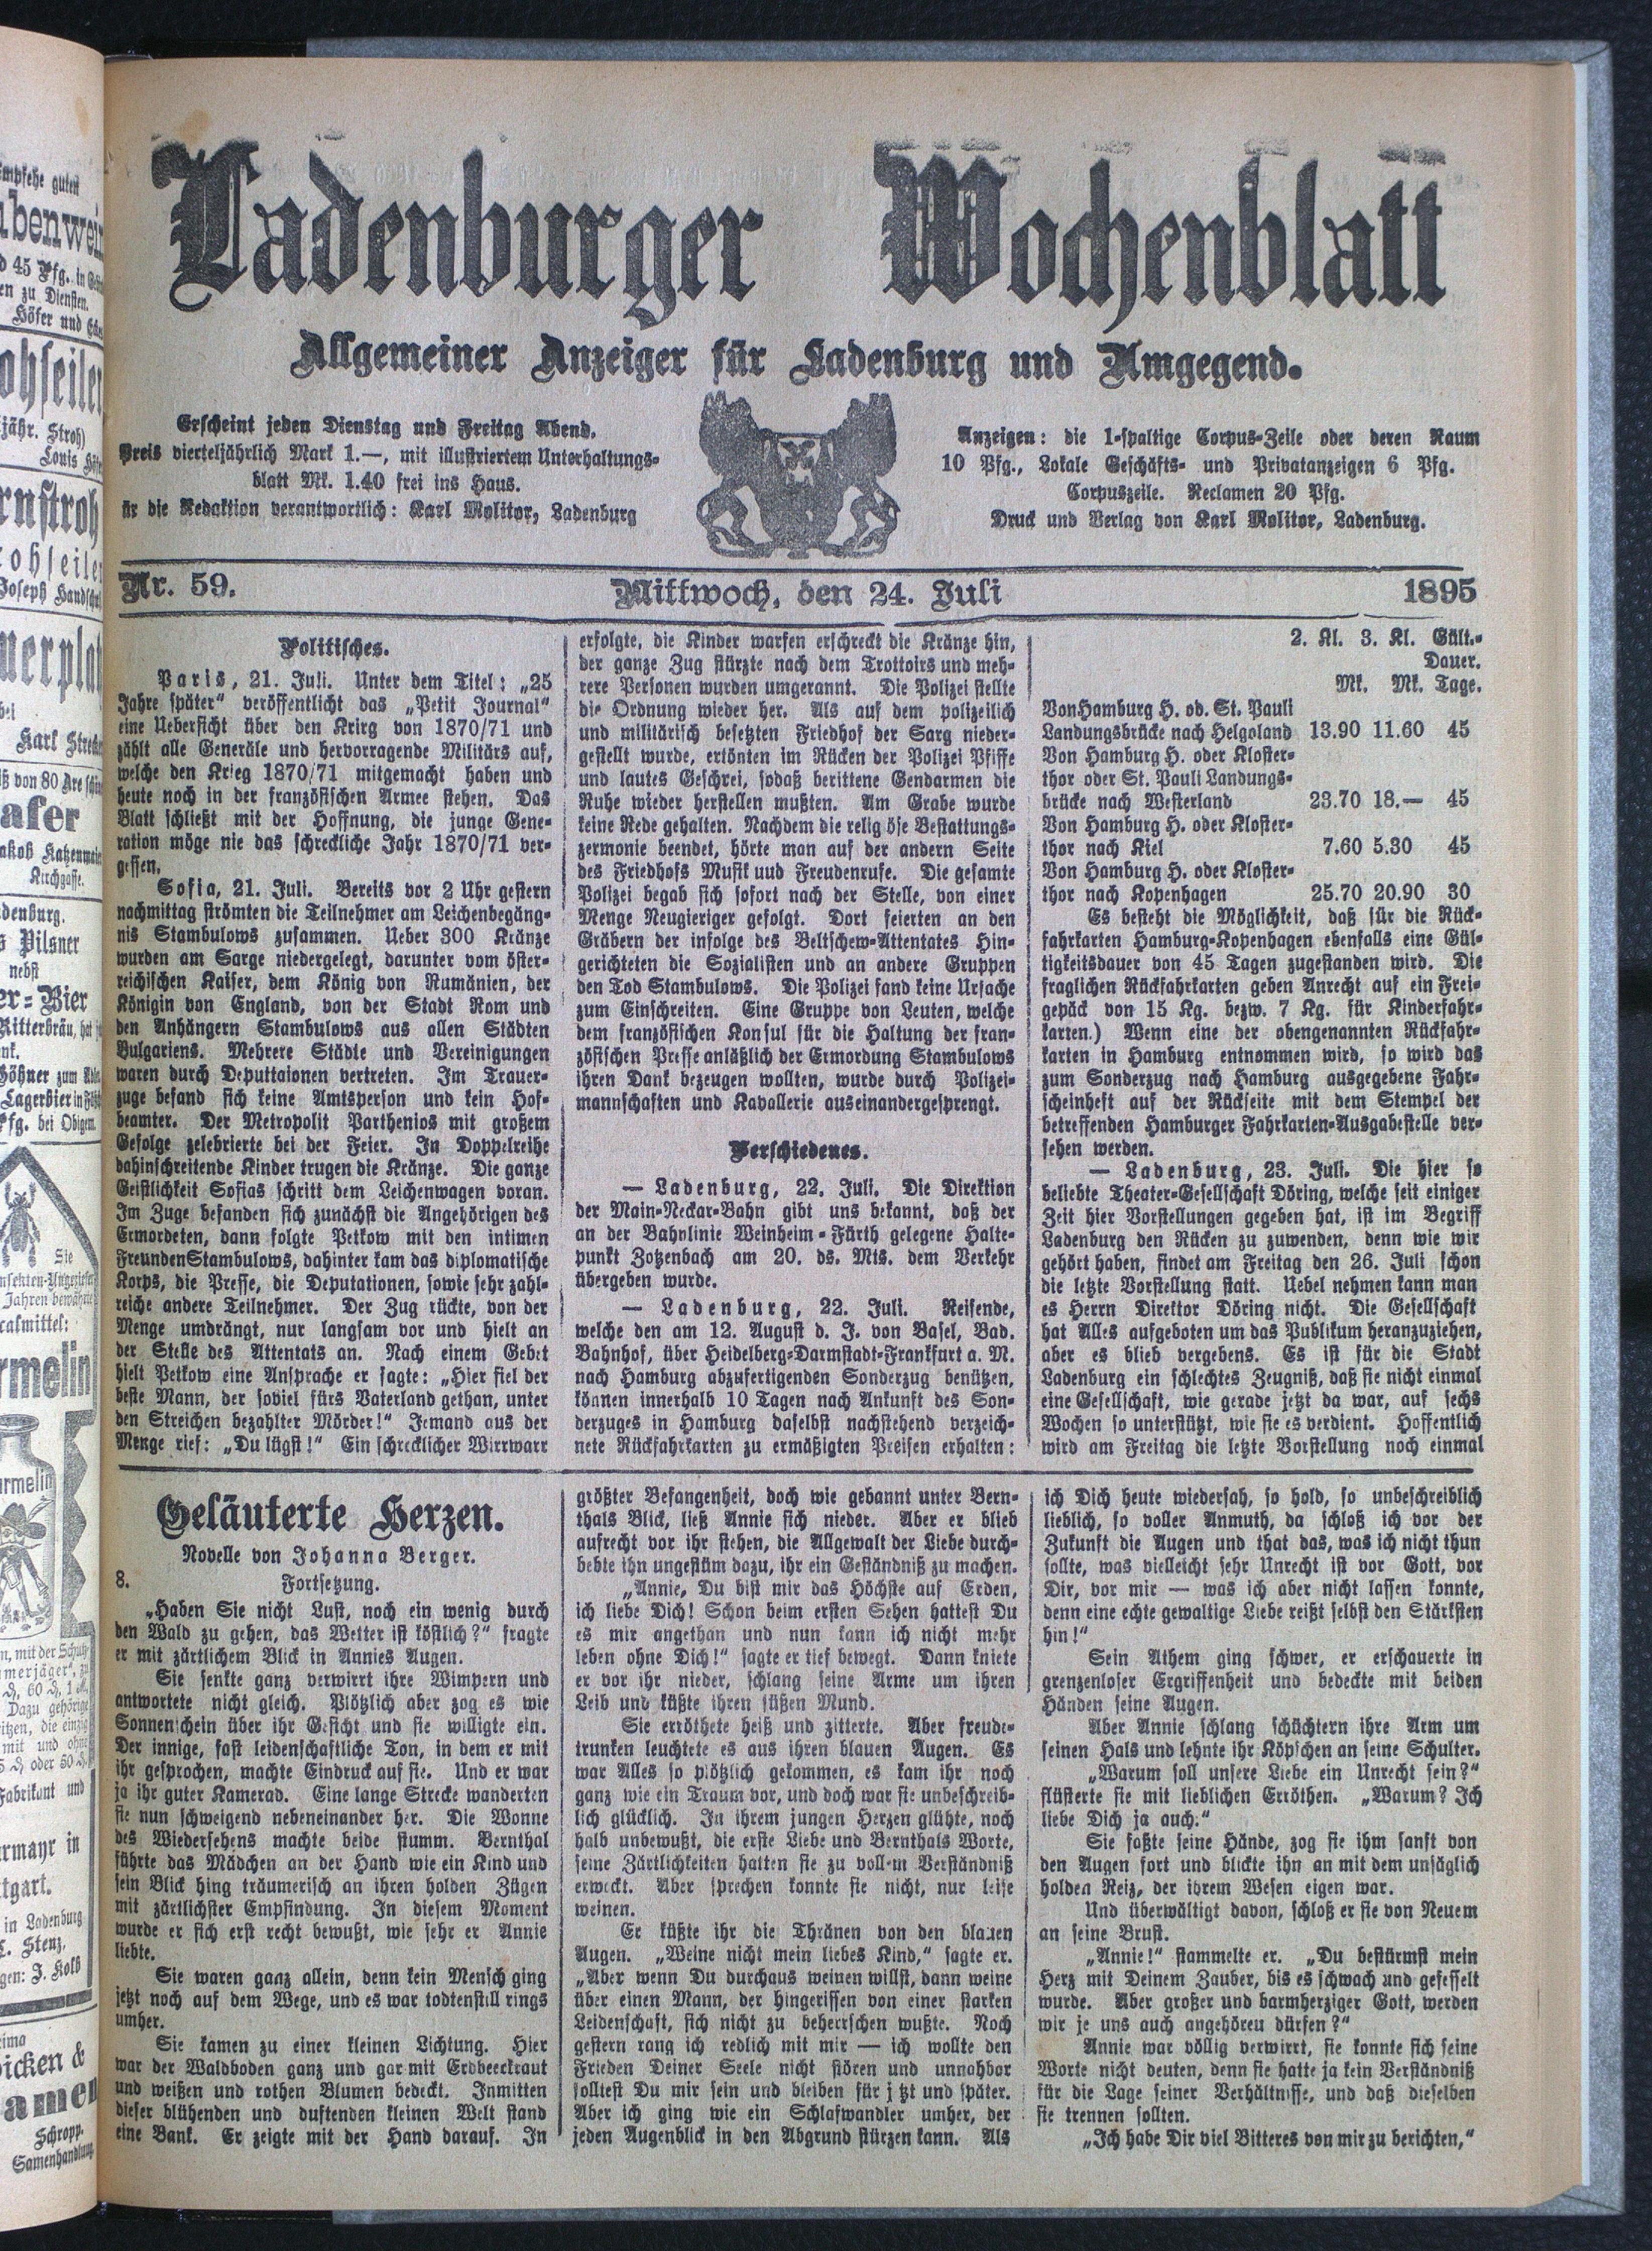 Ladenburger Wochenblatt
Allgemeiner Anzeiger für Ladenburg und Umgegend.
Erscheint jeden Dienstag und Freitag Abend.
Preis vierteljährlich Mark 1.—, mit illustriertem Unterhaltungs-
blatt Mk. 1.40 frei ins Haus.
für die Redaktion verantwortlich: Karl Molitor, Ladenburg
Anzeigen: die 1-spaltige Corpus-Zeile oder deren Raum
10 Pfg., Lokale Geschäfts- und Privatanzeigen 6 Pfg.
Corpuszeile. Reclamen 20 Pfg.
Druck und Verlag von Karl Molitor, Ladenburg.
Nr. 59. Mittwoch, den 24. Juli 1895
Politisches.
Paris, 21. Juli. Unter dem Titel: „25
Jahre später“ veröffentlicht das „Petit Journal“
eine Uebersicht über den Krirg von 1870/71 und
zählt alle Generäle und hervorragende Militärs auf,
welche den Krieg 1870/71 mitgemacht haben und
heute noch in der französischen Armee stehen. Das
Blatt schließt mit der Hoffnung, die junge Gene-
ration möge nie das schreckliche Jahr 1870/71 ver-
gessen.
Sofia, 21. Juli. Bereits vor 2 Uhr gestern
nachmittag strömten die Teilnehmer am Leichenbegäng-
nis Stambulows zusammen. Ueber 300 Kränze
wurden am Sarge niedergelegt, darunter vom öster-
reichischen Kaiser, dem König von Rumänien, der
Königin von England, von der Stadt Rom und
den Anhängern Stambulows aus allen Städten
Bulgariens. Mehrere Städte und Vereinigungen
waren durch Deputtaionen vertreten. Im Trauer-
zuge befand sich keine Amtsperson und kein Hof-
beamter. Der Metropolit Parthenios mit großem
Gefolge zelebrierte bei der Feier. In Doppelreihe
dahinschreitende Kinder trugen die Kränze. Die ganze
Geistlichkeit Sofias schritt dem Leichenwagen voran.
Im Zuge befanden sich zunächst die Angehörigen des
Ermordeten, dann folgte Petkow mit den intimen
Freunden Stambulows, dahinter kam das diplomatische
Korps, die Presse, die Deputationen, sowie sehr zahl-
reiche andere Teilnehmer. Der Zug rückte, von der
Menge umdrängt, nur langsam vor und hielt an
der Stelle des Attentats an. Nach einem Gebet
hielt Petkow eine Ansprache er sagte: „Hier fiel der
beste Mann, der soviel fürs Vaterland gethan, unter
den Streichen bezahlter Mörder!“ Jemand aus der
Menge rief: „Du lügst!“ Ein schrecklicher Wirrwarr
erfolgte, die Kinder warfen erschreckt die Kränze hin,
der ganze Zug stürzte nach dem Trottoirs und meh-
rere Personen wurden umgerannt. Die Polizei stellte
die Ordnung wieder her. Als auf dem polizeilich
und militärisch besetzten Friedhof der Sarg nieder-
gestellt wurde, ertönten im Rücken der Polizei Pfiffe
und lautes Geschrei, sodaß berittene Gendarmen die
Ruhe wieder herstellen mußten. Am Grabe wurde
keine Rede gehalten. Nachdem die relig öse Bestattungs-
zermonie beendet, hörte man auf der andern Seite
des Friedhofs Musik uud Freudenrufe. Die gesamte
Polizei begab sich sofort nach der Stelle, von einer
Menge Neugieriger gefolgt. Dort feierten an den
Gräbern der infolge des Beltschew-Attentates Hin-
gerichteten die Sozialisten und an andere Gruppen
den Tod Stambulows. Die Polizei fand keine Ursache
zum Einschreiten. Eine Gruppe von Leuten, welche
dem französischen Konsul für die Haltung der fran-
zösischen Presse anläßlich der Ermordung Stambulows
ihren Dank bezeugen wollten, wurde durch Polizei-
mannschaften und Kavallerie auseinandergesprengt.
Verschiedenes.
— Ladenburg, 22. Juli. Die Direktion
der Main-Neckar-Bahn gibt uns bekannt, daß der
an der Bahnlinie Weinheim-Fürth gelegene Halte-
punkt Zotzenbach am 20. ds. Mts. dem Verkehr
übergeben wurde.
— Ladenburg, 22. Juli. Reisende,
welche den am 12. August d. J. von Basel, Bad.
Bahnhof, über Heidelberg-Darmstadt-Frankfurt a. M.
nach Hamburg abzufertigenden Sonderzug benützen,
können innerhalb 10 Tagen nach Ankunft des Son-
derzuges in Hamburg daselbst nachstehend verzeich-
nete Rückfahrkarten zu ermäßigten Preisen erhalten:
2. Kl. 3. Kl. Gült.-
Dauer.
Mk. Mk. Tage.
Von Hamburg H. od. St. Pauli
Landungsbrücke nach Helgoland 13.90 11.60 45
Von Hamburg H. oder Kloster-
thor oder St. Pauli Landungs-
brücke nach Westerland 23.70 18.— 45
Von Hamburg H. oder Kloster-
thor nach Kiel 7.60 5.30 45
Von Hamburg H. oder Kloster-
thor nach Kopenhagen 25.70 20.90 30
Es besteht die Möglichkeit, daß für die Rück-
fahrkarten Hamburg-Kopenhagen ebenfalls eine Gül-
tigkeitsdauer von 45 Tagen zugestanden wird. Die
fraglichen Rückfahrkarten geben Anrecht auf ein Frei-
gepäck von 15 Kg. bezw. 7 Kg. für Kinderfahr-
karten.) Wenn eine der obengenannten Rückfahr-
karten in Hamburg entnommen wird, so wird das
zum Sonderzug nach Hamburg ausgegebene Fahr-
scheinheft auf der Rückseite mit dem Stempel der
betreffenden Hamburger Fahrkarten-Ausgabestelle ver-
sehen werden.
— Ladenburg, 23. Juli. Die hier so
beliebte Theater-Gesellschaft Döring, welche seit einiger
Zeit hier Vorstellungen gegeben hat, ist im Begriff
Ladenburg den Rücken zu zuwenden, denn wie wir
gehört haben, findet am Freitag den 26. Juli schon
die letzte Vorstellung statt. Uebel nehmen kann man
es Herrn Direktor Döring nicht. Die Gesellschaft
hat Alles aufgeboten um das Publikum heranzuziehen,
aber es blieb vergebens. Es ist für die Stadt
Ladenburg ein schlechtes Zeugniß, daß sie nicht einmal
eine Gesellschaft, wie gerade jetzt da war, auf sechs
Wochen so unterstützt, wie sie es verdient. Hoffentlich
wird am Freitag die letzte Vorstellung noch einmal
Geläuterte Herzen.
Novelle von Johanna Berger.
8. Fortsetzung.
„Haben Sie nicht Lust, noch ein wenig durch
den Wald zu gehen, das Wetter ist köstlich?“ fragte
er mit zärtlichem Blick in Annies Augen.
Sie senkte ganz verwirrt ihre Wimpern und
antwortete nicht gleich. Plötzlich aber zog es wie
Sonnenschein über ihr Gesicht und sie willigte ein.
Der innige, fast leidenschaftliche Ton, in dem er mit
ihr gesprochen, machte Eindruck auf sie. Und er war
ja ihr guter Kamerad. Eine lange Strecke wanderten
sie nun schweigend nebeneinander her. Die Wonne
des Wiedersehens machte beide stumm. Bernthal
führte das Mädchen an der Hand wie ein Kind und
sein Blick hing träumerisch an ihren holden Zügen
mit zärtlichster Empfindung. In diesem Moment
wurde er sich erst recht bewußt, wie sehr er Annie
liebte.
Sie waren ganz allein, denn kein Mensch ging
jetzt noch auf dem Wege, und es war todtenstill rings
umher.
Sie kamen zu einer kleinen Lichtung. Hier
war der Waldboden ganz und gar mit Erdbeerkraut
und weißen und rothen Blumen bedeckt. Inmitten
dieser blühenden und duftenden kleinen Welt stand
eine Bank. Er zeigte mit der Hand darauf. In
größter Befangenheit, doch wie gebannt unter Bern-
thals Blick, ließ Annie sich nieder. Aber er blieb
aufrecht vor ihr stehen, die Allgewalt der Liebe durch-
bebte ihn ungestüm dazu, ihr ein Geständniß zu machen.
„Annie, Du bist mir das Höchste auf Erden,
ich liebe Dich! Schon beim ersten Sehen hattest Du
es mir angethan und nun kann ich nicht mehr
leben ohne Dich!“ sagte er tief bewegt. Dann kniete
er vor ihr nieder, schlang seine Arme um ihren
Leib und küßte ihren süßen Mund.
Sie erröthete heiß und zitterte. Aber freude-
trunken leuchtete es aus ihren blauen Augen. Es
war Alles so plötzlich gekommen, es kam ihr noch
ganz wie ein Traum vor, und doch war sie unbeschreib-
lich glücklich. In ihrem jungen Herzen glühte, noch
halb unbewußt, die erste Liebe und Bernthals Worte,
seine Zärtlichkeiten hatten sie zu vollem Verständniß
erweckt. Aber sprechen konnte sie nicht, nur leise
weinen.
Er küßte ihr die Thränen von den blauen
Augen. „Weine nicht mein liebes Kind,“ sagte er.
„Aber wenn Du durchaus weinen willst, dann weine
über einen Mann, der hingerissen von einer starken
Leidenschaft, sich nicht zu beherrschen wußte. Noch
gestern rang ich redlich mit mir — ich wollte den
Frieden Deiner Seele nicht stören und unnahbar
solltest Du mir sein und bleiben für j tzt und später.
Aber ich ging wie ein Schlafwandler umher, der
jeden Augenblick in den Abgrund stürzen kann. Als
ich Dich heute wiedersah, so hold, so unbeschreiblich
lieblich, so voller Anmuth, da schloß ich vor der
Zukunft die Augen und that das, was ich nicht thun
sollte, was vielleicht sehr Unrecht ist vor Gott, vor
Dir, vor mir — was ich aber nicht lassen konnte,
denn eine echte gewaltige Liebe reißt selbst den Stärksten
hin!“
Sein Athem ging schwer, er erschauerte in
grenzenloser Ergriffenheit und bedeckte mit beiden
Händen seine Augen.
Aber Annie schlang schüchtern ihre Arm um
seinen Hals und lehnte ihr Köpfchen an seine Schulter.
„Warum soll unsere Liebe ein Unrecht sein?“
flüsterte sie mit lieblichen Erröthen. „Warum? Ich
liebe Dich ja auch.“
Sie faßte seine Hände, zog sie ihm sanft von
den Augen fort und blickte ihn an mit dem unsäglich
holden Reiz, der ihrem Wesen eigen war.
Und überwältigt davon, schloß er sie von Neuem
an seine Brust.
„Annie!“ stammelte er. „Du bestürmst mein
Herz mit Deinem Zauber, bis es schwach und gefesselt
wurde. Aber großer und barmherziger Gott, werden
wir je uns auch angehöreu dürfen?“
Annie war völlig verwirrt, sie konnte sich seine
Worte nicht deuten, denn sie hatte ja kein Verständniß
für die Lage seiner Verhältnisse, und daß dieselben
sie trennen sollten.
„Ich habe Dir viel Bitteres von mir zu berichten,“